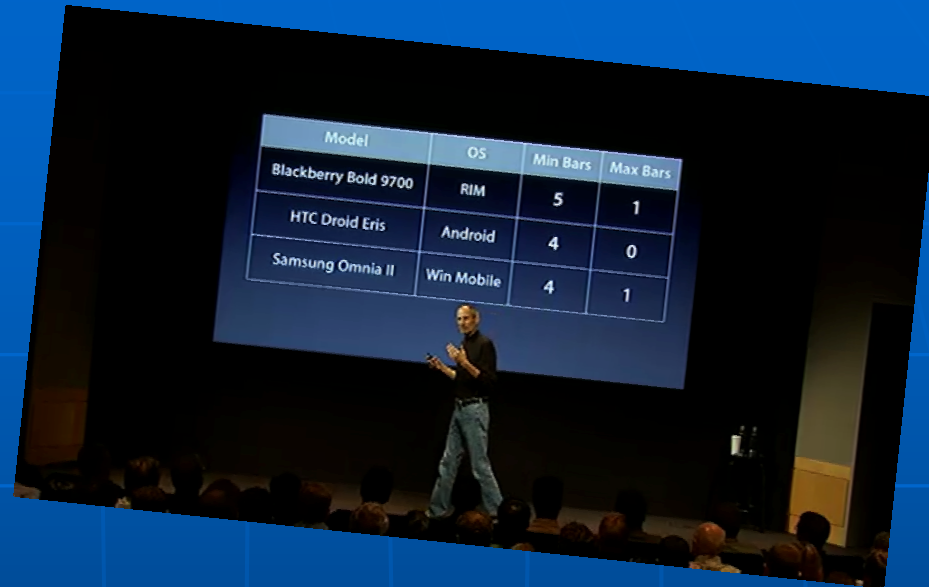 Model OS Min Bars Max Bars
Blackberry Bold 9700 RIM 5 1
HTC Droid Eris Android 4 0
Samsung Omnia II Win Mobile 4 1